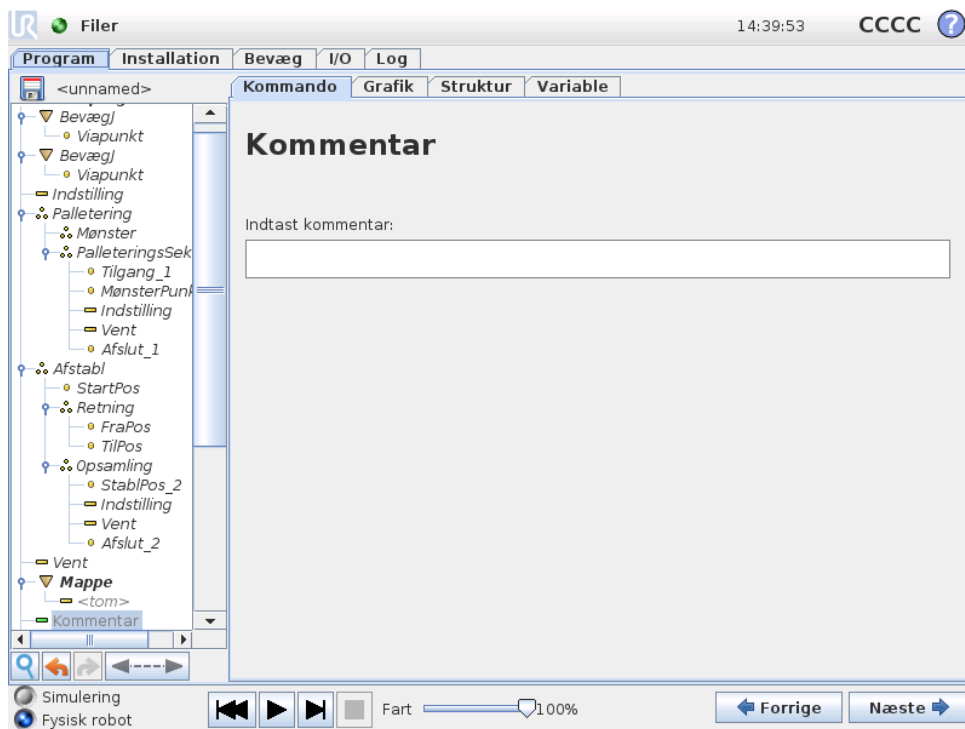 UR Filer 14:39:53 CCCC ?
Program Installation Bevæg I/O Log
<unnamed>
Kommando Grafik Struktur Variable
BevægJ
Viapunkt
BevægJ
Viapunkt
Indstilling
Palletering
Mønster
PalleteringsSek
Tilgang_1
MønsterPunk
Indstilling
Vent
Afslut_1
Afstabl
StartPos
Retning
FraPos
TilPos
Opsamling
StablPos_2
Indstilling
Vent
Afslut_2
Vent
Mappe
<tom>
Kommentar
Kommentar
Indtast kommentar:
Simulering
Fysisk robot
Fart 100%
Forrige Næste